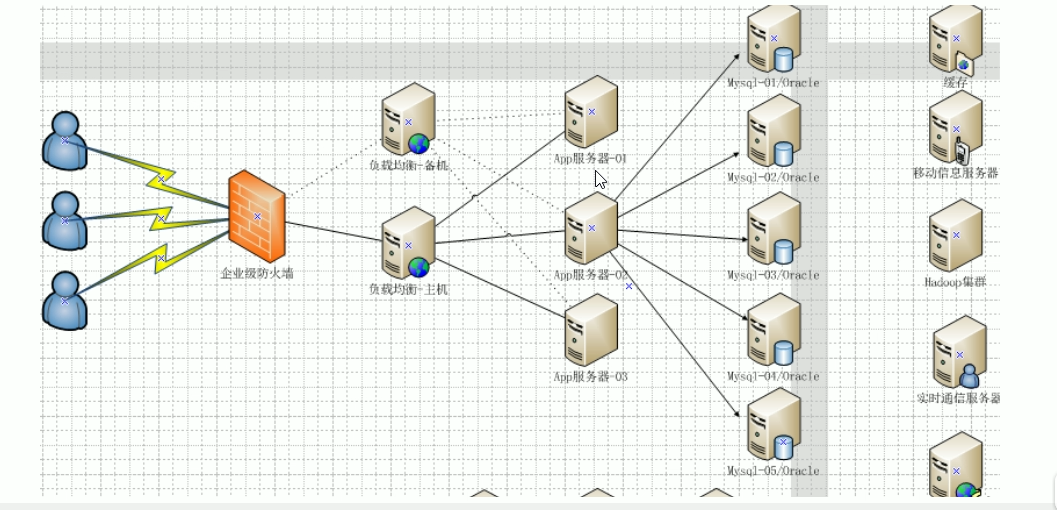 Mysql-01/Oracle
缓存
App服务器-01
负载均衡-备机
Mysql-02/Oracle
移动信息服务器
企业级防火墙
App服务器-02
Mysql-03/Oracle
Hadoop集群
负载均衡-主机
App服务器-03
Mysql-04/Oracle
实时通信服务器
Mysql-05/Oracle